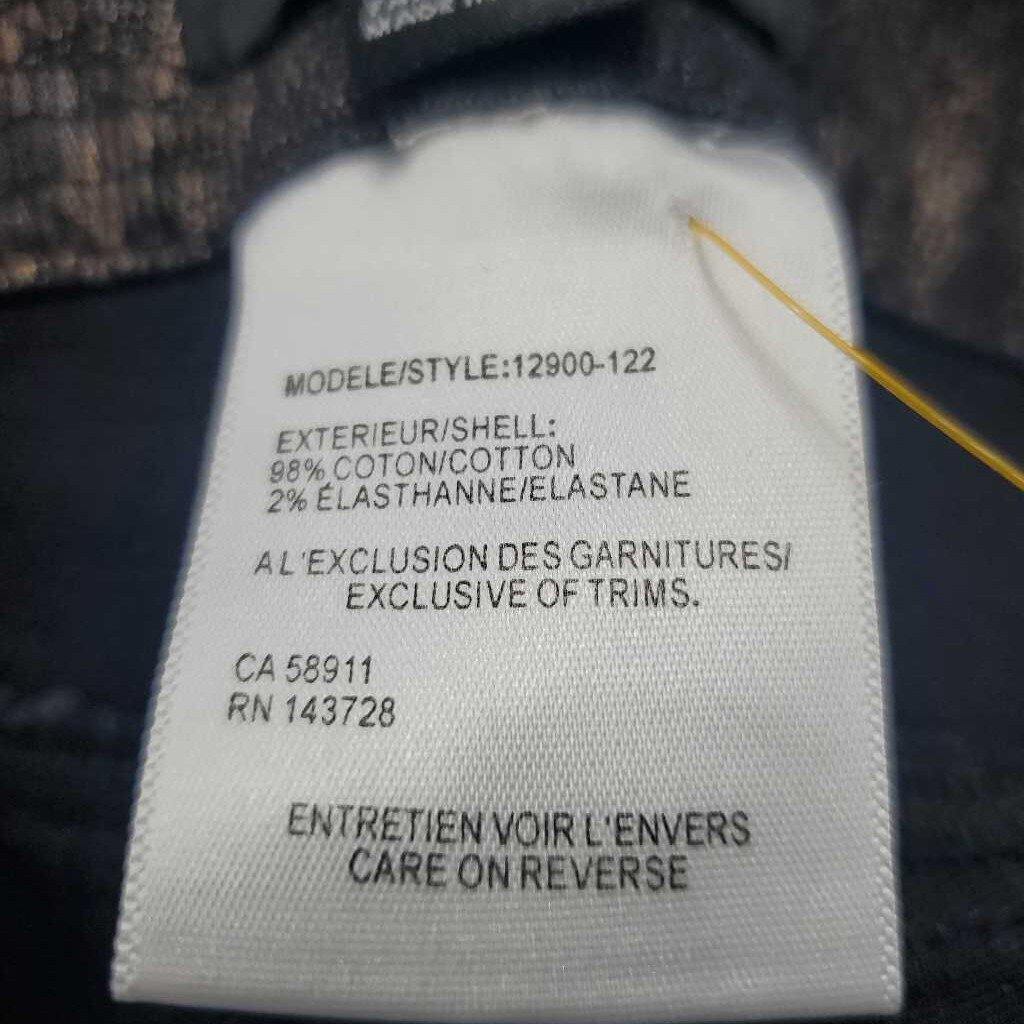 MODELE/STYLE:12900-122
EXTERIEUR/SHELL:
98% COTON/COTTON
2% ÉLASTHANNE/ELASTANE
A L'EXCLUSION DES GARNITURES/
EXCLUSIVE OF TRIMS.
CA 58911
RN 143728
ENTRETIEN VOIR L'ENVERS
CARE ON REVERSE